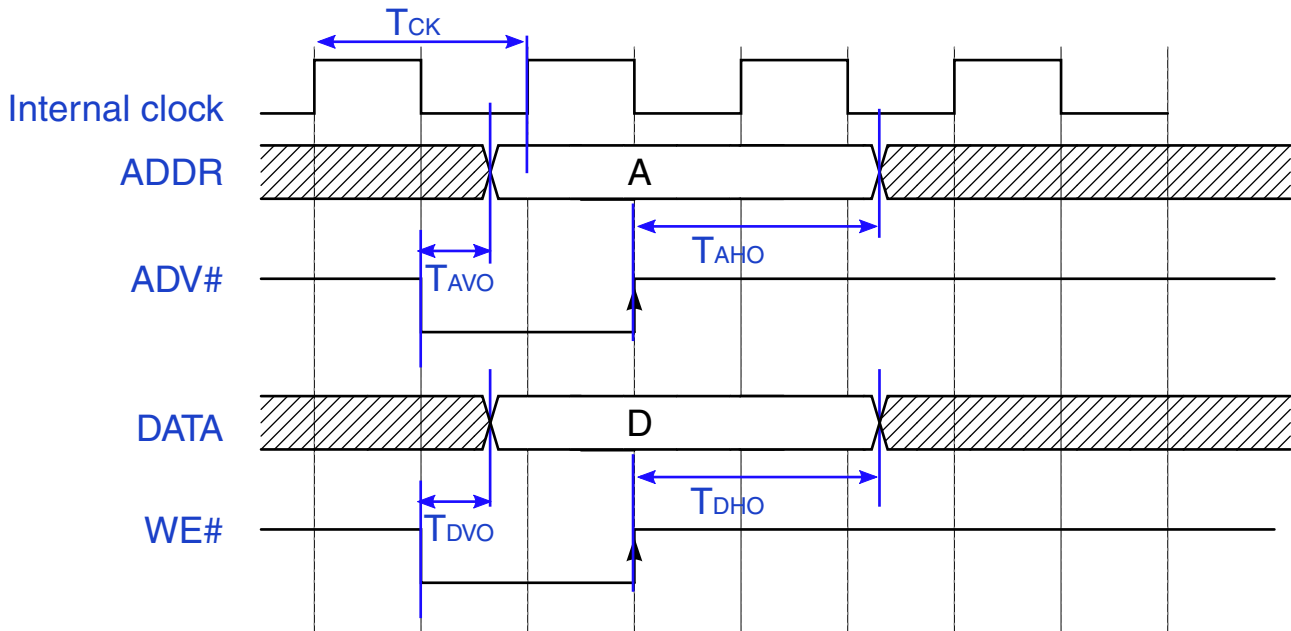 TCK
Internal clock
ADDR
A
TAHO
TAVO
ADV#
DATA
D
TDHO
TDVO
WE#